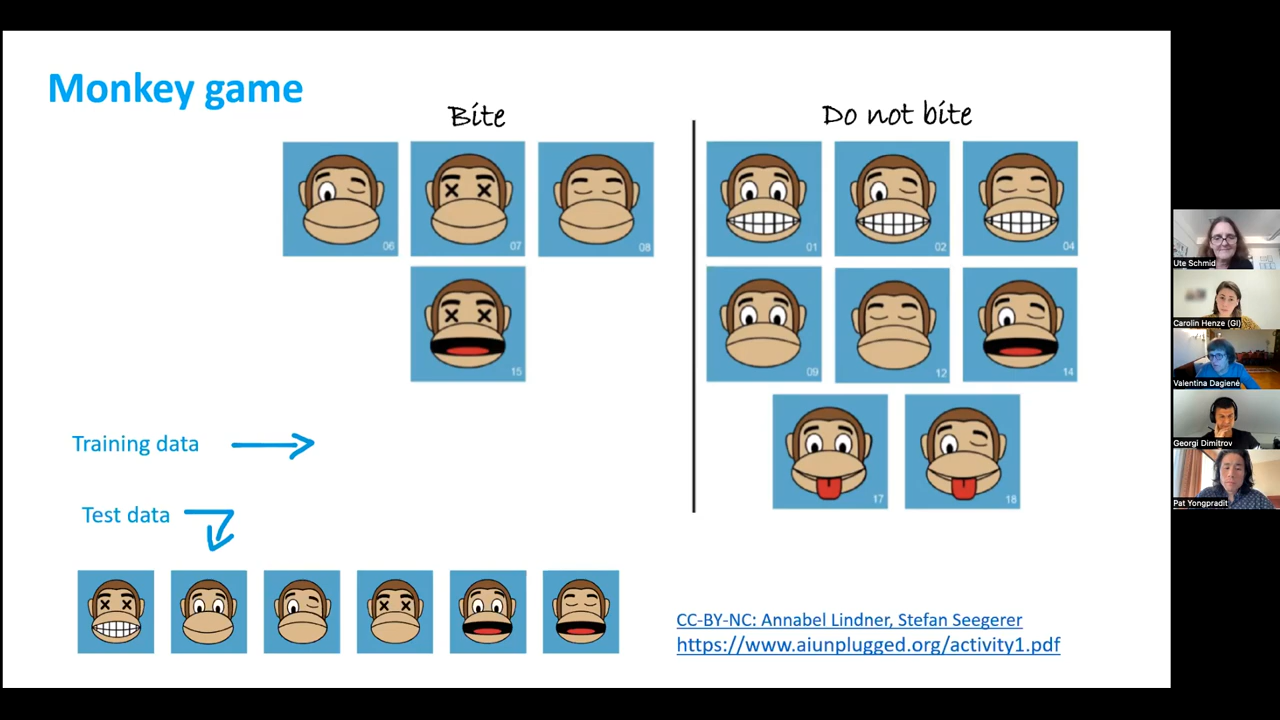 Monkey game
Bite
Do not bite
06
07
08
01
02
04
15
09
12
14
17
18
Training data
Test data
CC-BY-NC: Annabel Lindner, Stefan Seegerer
https://www.aiunplugged.org/activity1.pdf
Ute Schmid
Carolin Henze (GI)
Valentina Dagienė
Georgi Dimitrov
Pat Yongpradit